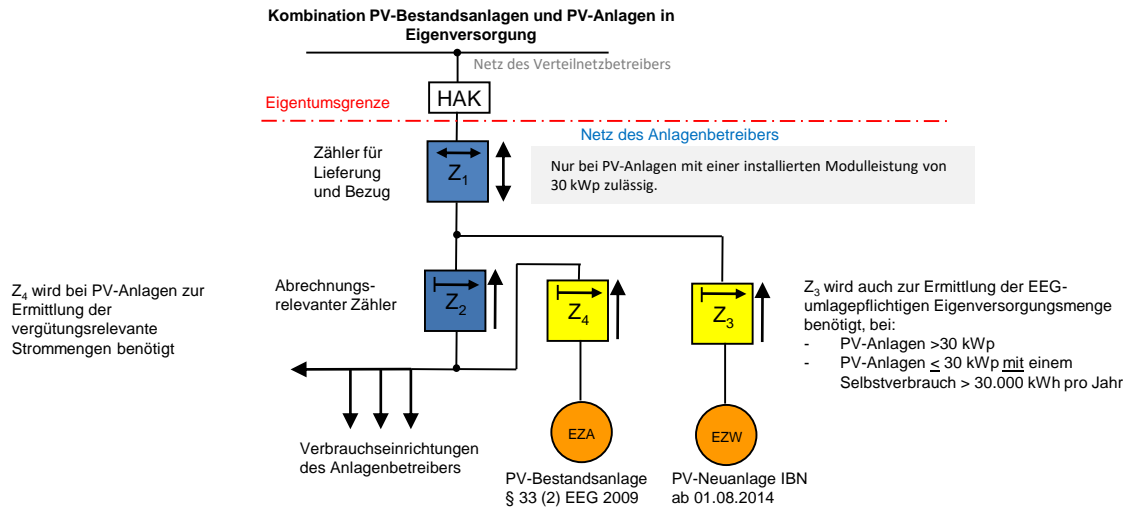 Kombination PV-Bestandsanlagen und PV-Anlagen in
Eigenversorgung
Netz des Verteilnetzbetreibers
HAK
Eigentumsgrenze
Netz des Anlagenbetreibers
Zähler für
Lieferung
und Bezug
Z1
Nur bei PV-Anlagen mit einer installierten Modulleistung von
30 kWp zulässig.
Z4 wird bei PV-Anlagen zur
Ermittlung der
vergütungsrelevante
Strommengen benötigt
Abrechnungs-
relevanter Zähler
Z2
Z4
Z3
Z3 wird auch zur Ermittlung der EEG-
umlagepflichtigen Eigenversorgungsmenge
benötigt, bei:
- PV-Anlagen >30 kWp
- PV-Anlagen < 30 kWp mit einem
Selbstverbrauch > 30.000 kWh pro Jahr
Verbrauchseinrichtungen
des Anlagenbetreibers
EZA
EZW
PV-Bestandsanlage
§ 33 (2) EEG 2009
PV-Neuanlage IBN
ab 01.08.2014